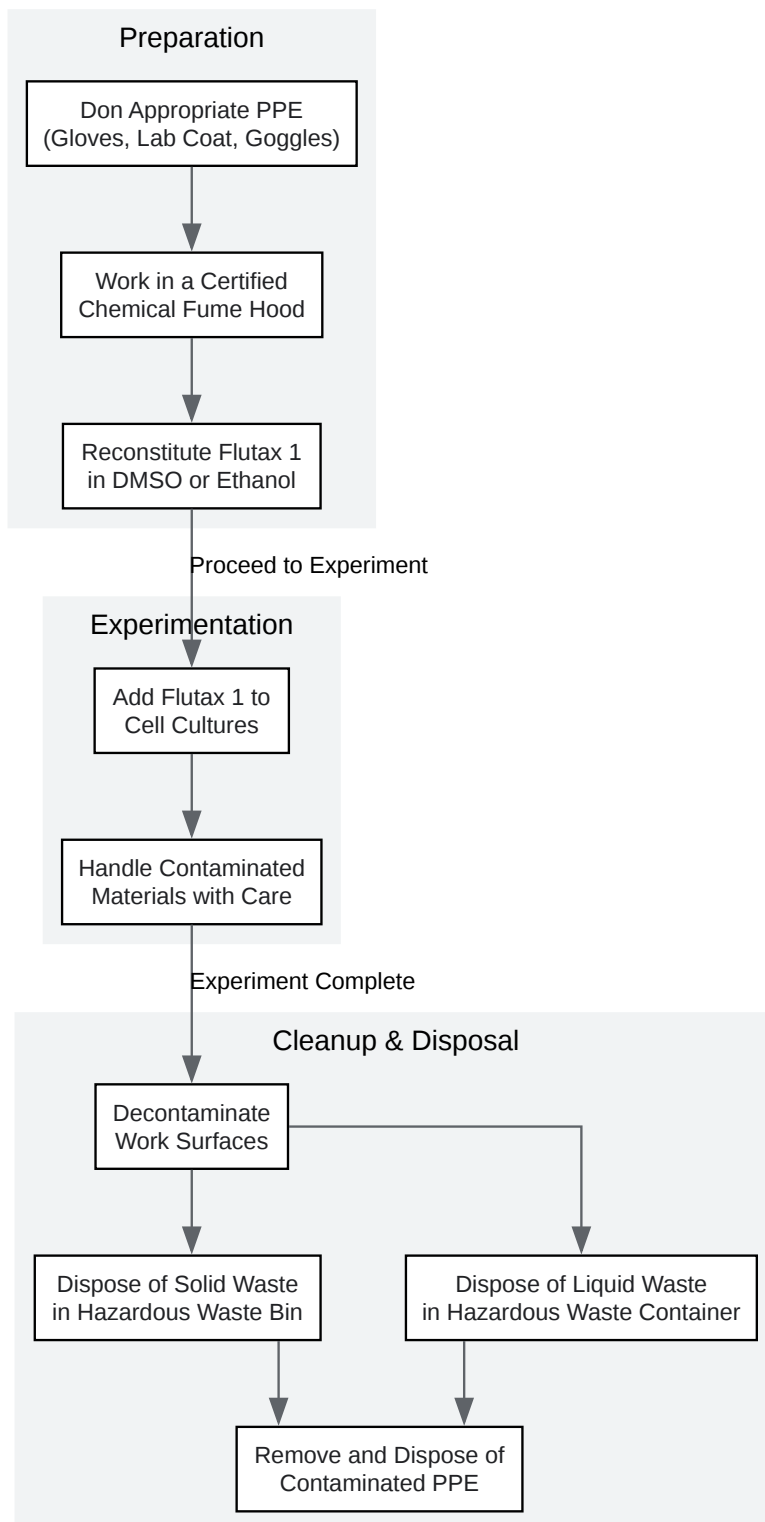 Preparation
Don Appropriate PPE
(Gloves, Lab Coat, Goggles)
Work in a Certified
Chemical Fume Hood
Reconstitute Flutax 1
in DMSO or Ethanol
Proceed to Experiment
Experimentation
Add Flutax 1 to
Cell Cultures
Handle Contaminated
Materials with Care
Experiment Complete
Cleanup & Disposal
Decontaminate
Work Surfaces
Dispose of Solid Waste
in Hazardous Waste Bin
Dispose of Liquid Waste
in Hazardous Waste Container
Remove and Dispose of
Contaminated PPE